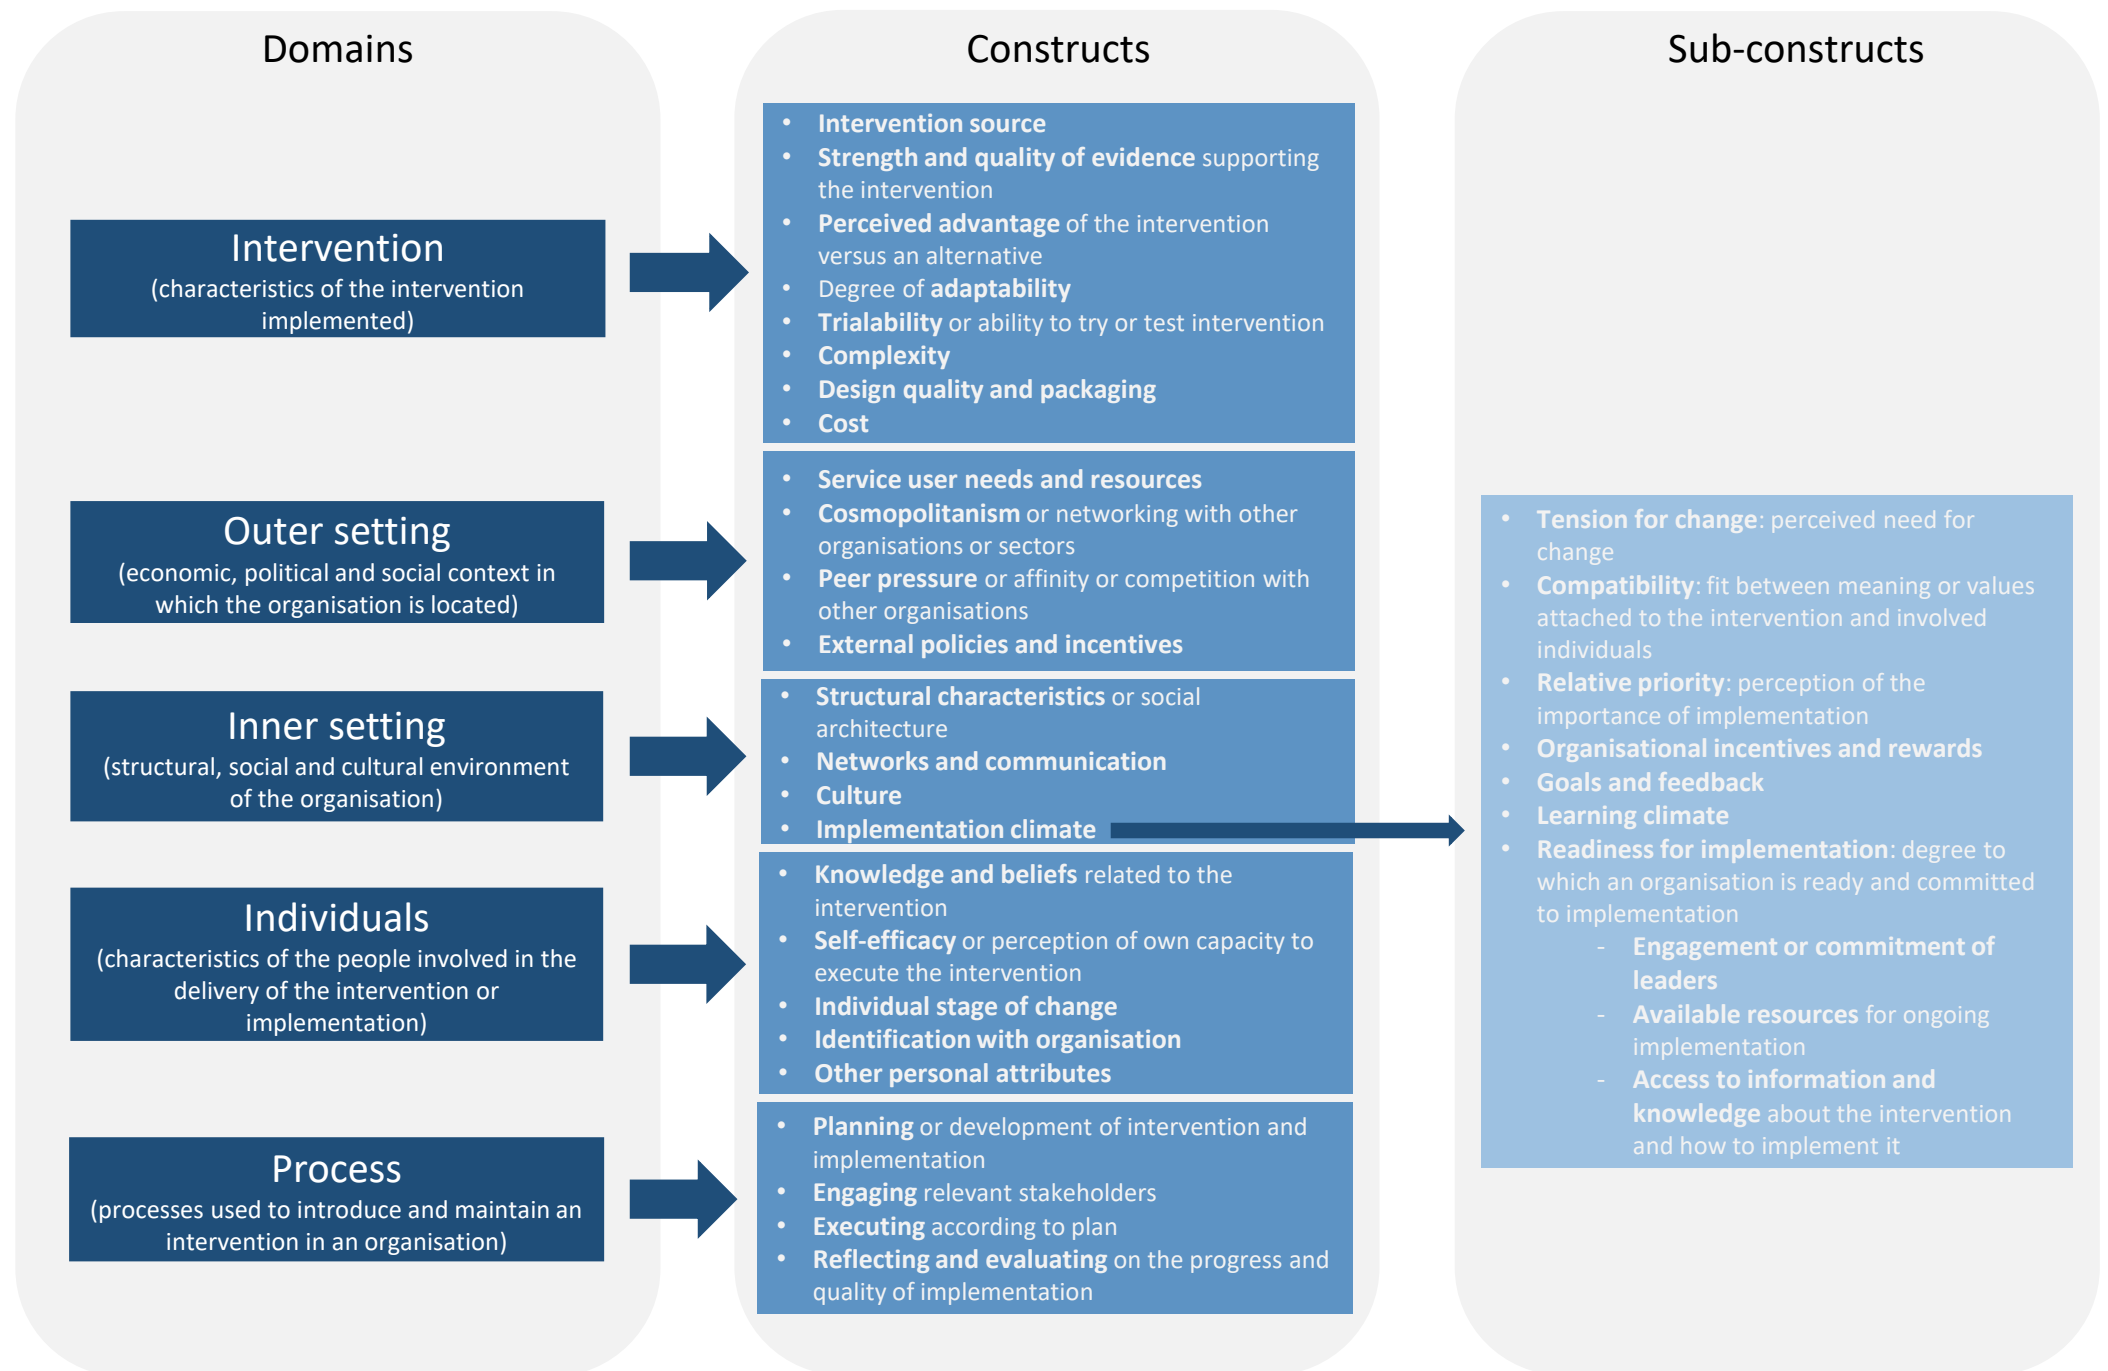 Domains
Intervention
(characteristics of the intervention
implemented)
Outer setting
(economic, political and social context in
which the organisation is located)
Inner setting
(structural, social and cultural environment
of the organisation)
Individuals
(characteristics of the people involved in the
delivery of the intervention or
implementation)
Process
(processes used to introduce and maintain an
intervention in an organisation)
Constructs
• Intervention source
• Strength and quality of evidence supporting
the intervention
• Perceived advantage of the intervention
versus an alternative
• Degree of adaptability
• Trialability or ability to try or test intervention
• Complexity
• Design quality and packaging
• Cost
• Service user needs and resources
• Cosmopolitanism or networking with other
organisations or sectors
• Peer pressure or affinity or competition with
other organisations
• External policies and incentives
• Structural characteristics or social
architecture
• Networks and communication
• Culture
• Implementation climate
• Knowledge and beliefs related to the
intervention
• Self-efficacy or perception of own capacity to
execute the intervention
• Individual stage of change
• Identification with organisation
• Other personal attributes
• Planning or development of intervention and
implementation
• Engaging relevant stakeholders
• Executing according to plan
• Reflecting and evaluating on the progress and
quality of implementation
Sub-constructs
• Tension for change: perceived need for
change
• Compatibility: fit between meaning or values
attached to the intervention and involved
individuals
• Relative priority: perception of the
importance of implementation
• Organisational incentives and rewards
• Goals and feedback
• Learning climate
• Readiness for implementation: degree to
which an organisation is ready and committed
to implementation
- Engagement or commitment of
leaders
- Available resources for ongoing
implementation
- Access to information and
knowledge about the intervention
and how to implement it